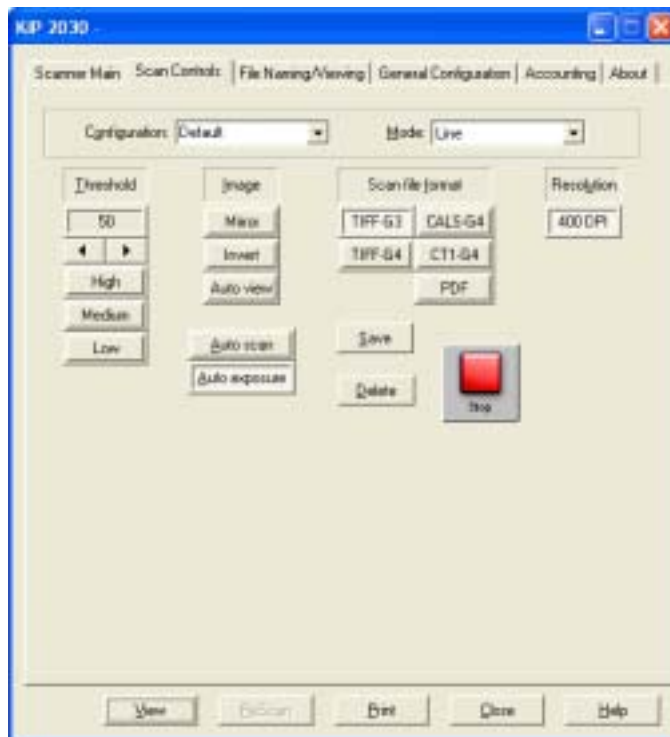 KIP 2030 -
Scanner Main Scan Controls File Naming/Viewing General Configuration Accounting About
Configuration: Default Mode: Line
Threshold Image Scan file format Resolution
50 Mirror TIFF-G3 CALS-G4 400 DPI
Invert TIFF-G4 CT1-G4
High Auto view PDF
Medium
Low Auto scan Save
Auto exposure Delete Stop
View ReScan Print Close Help